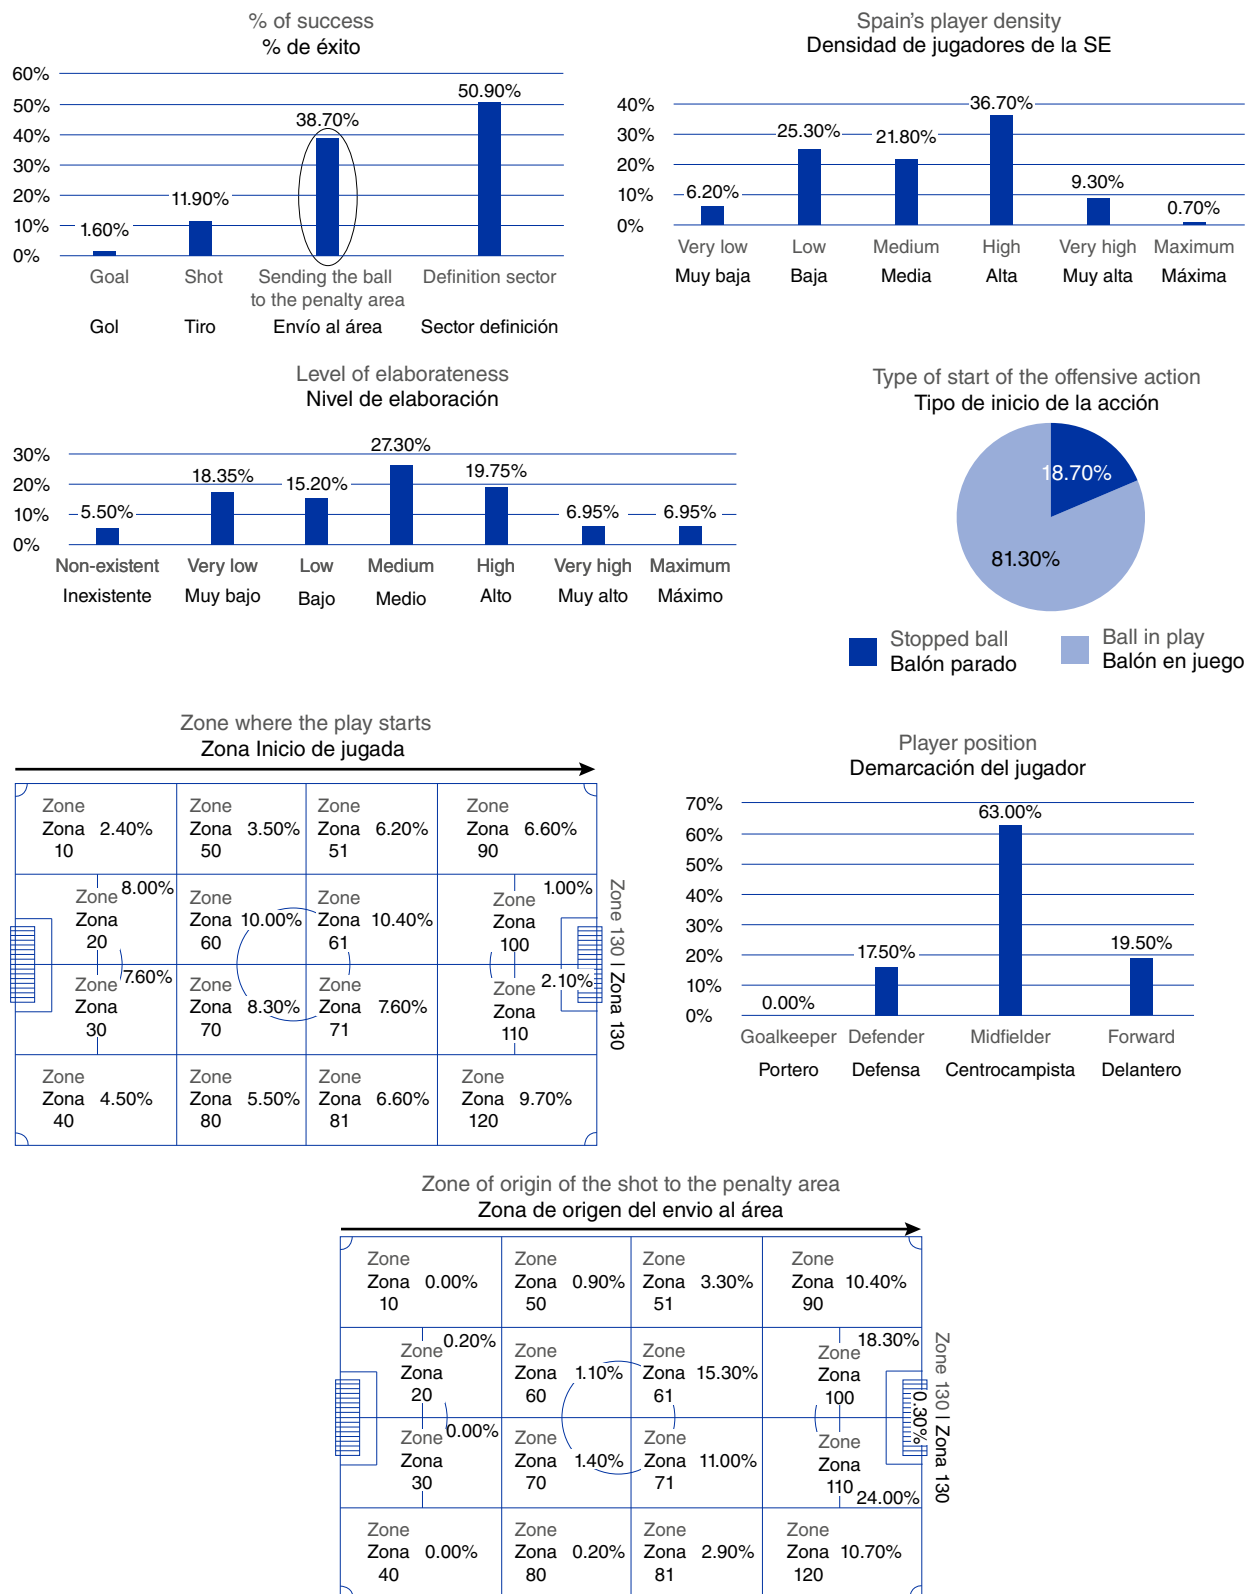 % of success
% de éxito
60%
50%
40%
30%
20%
10%
0%
1.60%
11.90%
38.70%
50.90%
Goal
Shot
Sending the ball
to the penalty area
Definition sector
Gol
Tiro
Envío al área
Sector definición
Spain's player density
Densidad de jugadores de la SE
40%
30%
20%
10%
0%
6.20%
25.30%
21.80%
36.70%
9.30%
0.70%
Very low
Low
Medium
High
Very high
Maximum
Muy baja
Baja
Media
Alta
Muy alta
Máxima
Level of elaborateness
Nivel de elaboración
30%
20%
10%
0%
5.50%
18.35%
15.20%
27.30%
19.75%
6.95%
6.95%
Non-existent
Very low
Low
Medium
High
Very high
Maximum
Inexistente
Muy bajo
Bajo
Medio
Alto
Muy alto
Máximo
Type of start of the offensive action
Tipo de inicio de la acción
18.70%
81.30%
Stopped ball
Balón parado
Ball in play
Balón en juego
Zone where the play starts
Zona Inicio de jugada
Zone
Zona 2.40%
10
Zone
Zona 3.50%
50
Zone
Zona 6.20%
51
Zone
Zona 6.60%
90
8.00%
Zone
Zona
20
Zone
Zona 10.00%
60
Zone
Zona 10.40%
61
1.00%
Zone
Zona
100
7.60%
Zone
Zona
30
Zone
Zona 8.30%
70
Zone
Zona 7.60%
71
2.10%
Zone
Zona
110
Zone
Zona 4.50%
40
Zone
Zona 5.50%
80
Zone
Zona 6.60%
81
Zone
Zona 9.70%
120
Zone 130 | Zona 130
Player position
Demarcación del jugador
70%
60%
50%
40%
30%
20%
10%
0%
0.00%
17.50%
63.00%
19.50%
Goalkeeper
Defender
Midfielder
Forward
Portero
Defensa
Centrocampista
Delantero
Zone of origin of the shot to the penalty area
Zona de origen del envio al área
Zone
Zona 0.00%
10
Zone
Zona 0.90%
50
Zone
Zona 3.30%
51
Zone
Zona 10.40%
90
0.20%
Zone
Zona
20
Zone
Zona 1.10%
60
Zone
Zona 15.30%
61
18.30%
Zone
Zona
100
0.00%
Zone
Zona
30
Zone
Zona 1.40%
70
Zone
Zona 11.00%
71
Zone
Zona
110
24.00%
0.30%
Zone
Zona 0.00%
40
Zone
Zona 0.20%
80
Zone
Zona 2.90%
81
Zone
Zona 10.70%
120
Zone 130 | Zona 130